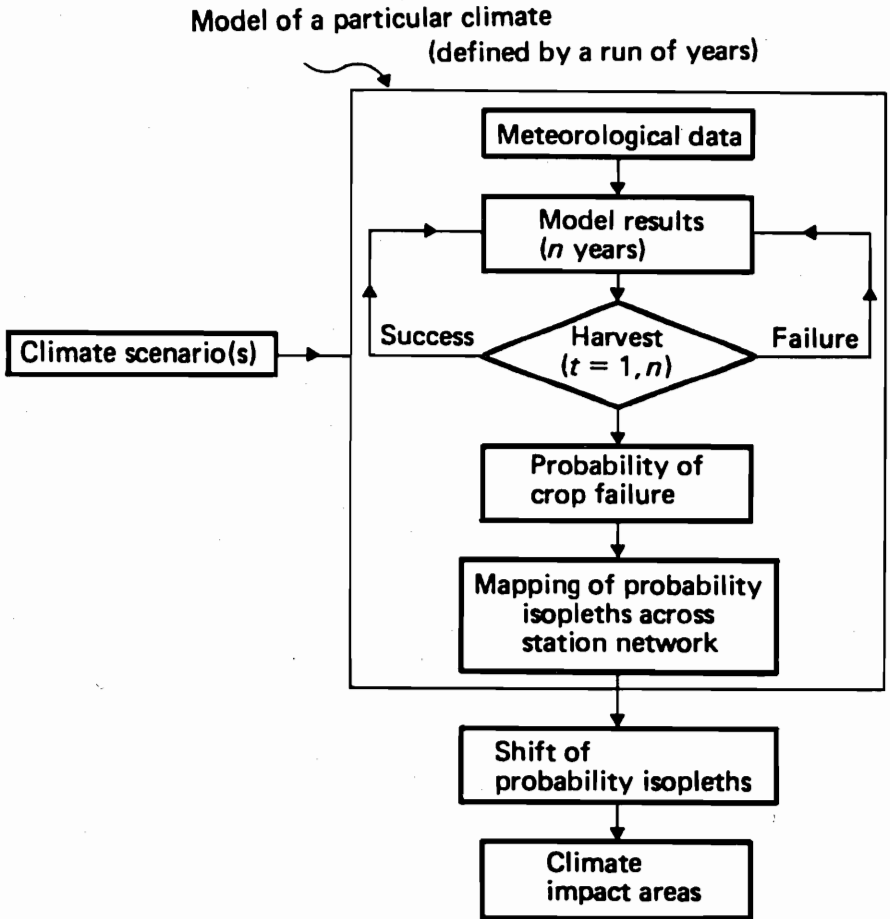 Model of a particular climate
(defined by a run of years)
Meteorological data
Model results
(n years)
Success
Harvest
(t = 1, n)
Failure
Climate scenario(s)
Probability of
crop failure
Mapping of probability
isopleths across
station network
Shift of
probability isopleths
Climate
impact areas